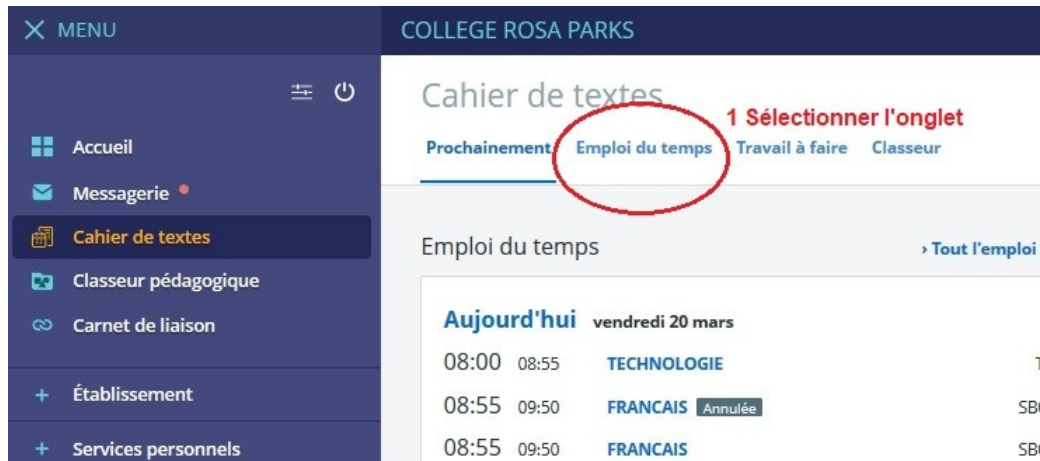 MENU
COLLEGE ROSA PARKS
Accueil
Messagerie
Cahier de textes
Classeur pédagogique
Carnet de liaison
+ Établissement
+ Services personnels
Cahier de textes
1 Sélectionner l'onglet
Prochainement Emploi du temps Travail à faire Classeur
Emploi du temps › Tout l'emploi
Aujourd'hui vendredi 20 mars
08:00 08:55 TECHNOLOGIE
08:55 09:50 FRANCAIS Annulée
08:55 09:50 FRANCAIS